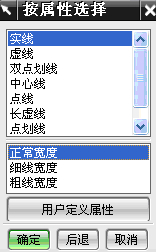 按属性选择
实线
虚线
双点划线
中心线
点线
长虚线
点划线
正常宽度
细线宽度
粗线宽度
用户定义属性
确定 后退 取消